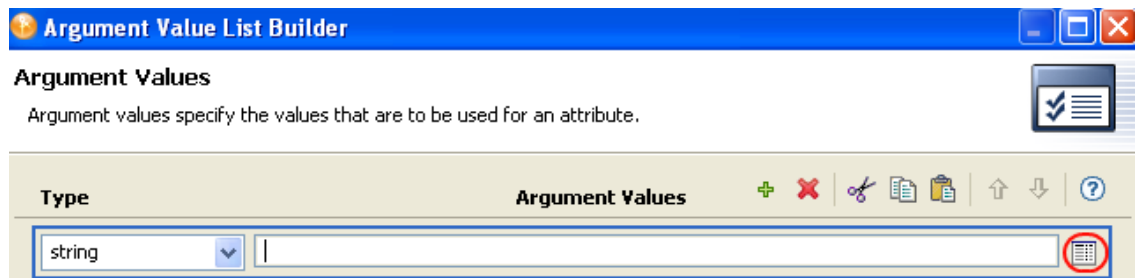 Argument Value List Builder
Argument Values
Argument values specify the values that are to be used for an attribute.
Type Argument Values
string